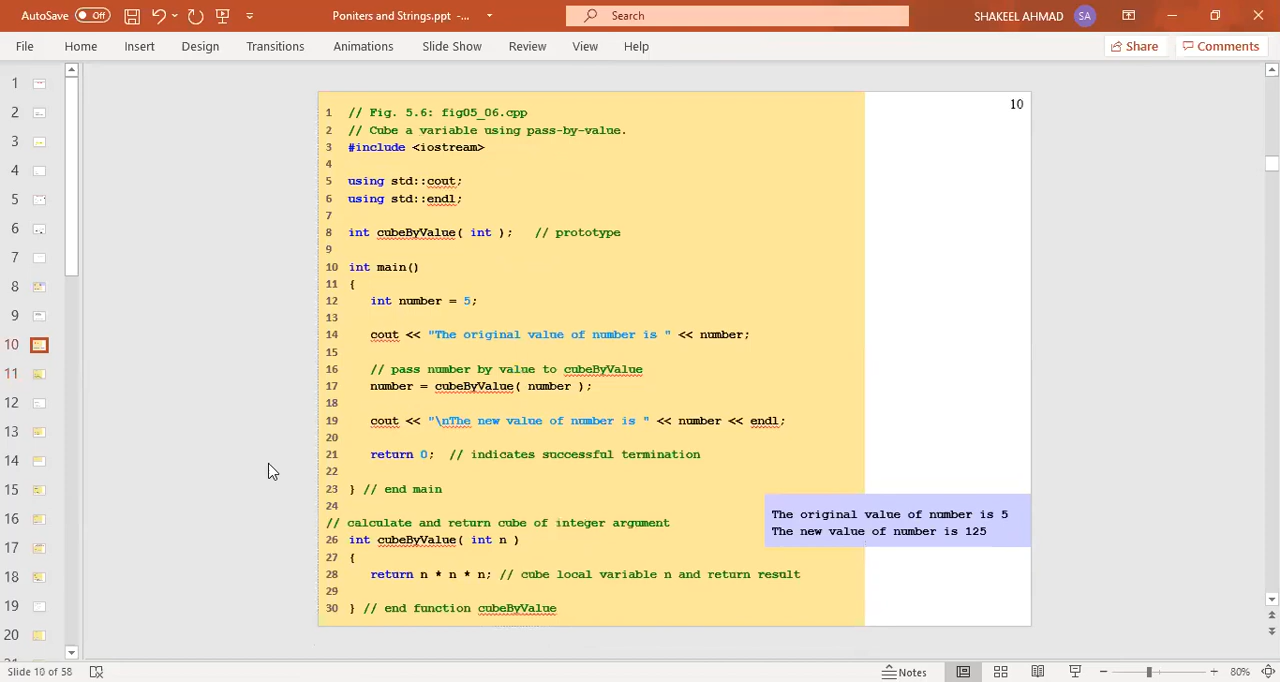 AutoSave Off Poniters and Strings.ppt -... Search SHAKEEL AHMAD SA
File Home Insert Design Transitions Animations Slide Show Review View Help Share Comments
1
2
3
4
5
6
7
8
9
10
11
12
13
14
15
16
17
18
19
20
10
1 // Fig. 5.6: fig05_06.cpp
2 // Cube a variable using pass-by-value.
3 #include <iostream>
4
5 using std::cout;
6 using std::endl;
7
8 int cubeByValue( int ); // prototype
9
10 int main()
11 {
12 int number = 5;
13
14 cout << "The original value of number is " << number;
15
16 // pass number by value to cubeByValue
17 number = cubeByValue( number );
18
19 cout << "\nThe new value of number is " << number << endl;
20
21 return 0; // indicates successful termination
22
23 } // end main
24
// calculate and return cube of integer argument
26 int cubeByValue( int n )
27 {
28 return n * n * n; // cube local variable n and return result
29
30 } // end function cubeByValue
The original value of number is 5
The new value of number is 125
Slide 10 of 58 Notes 80%